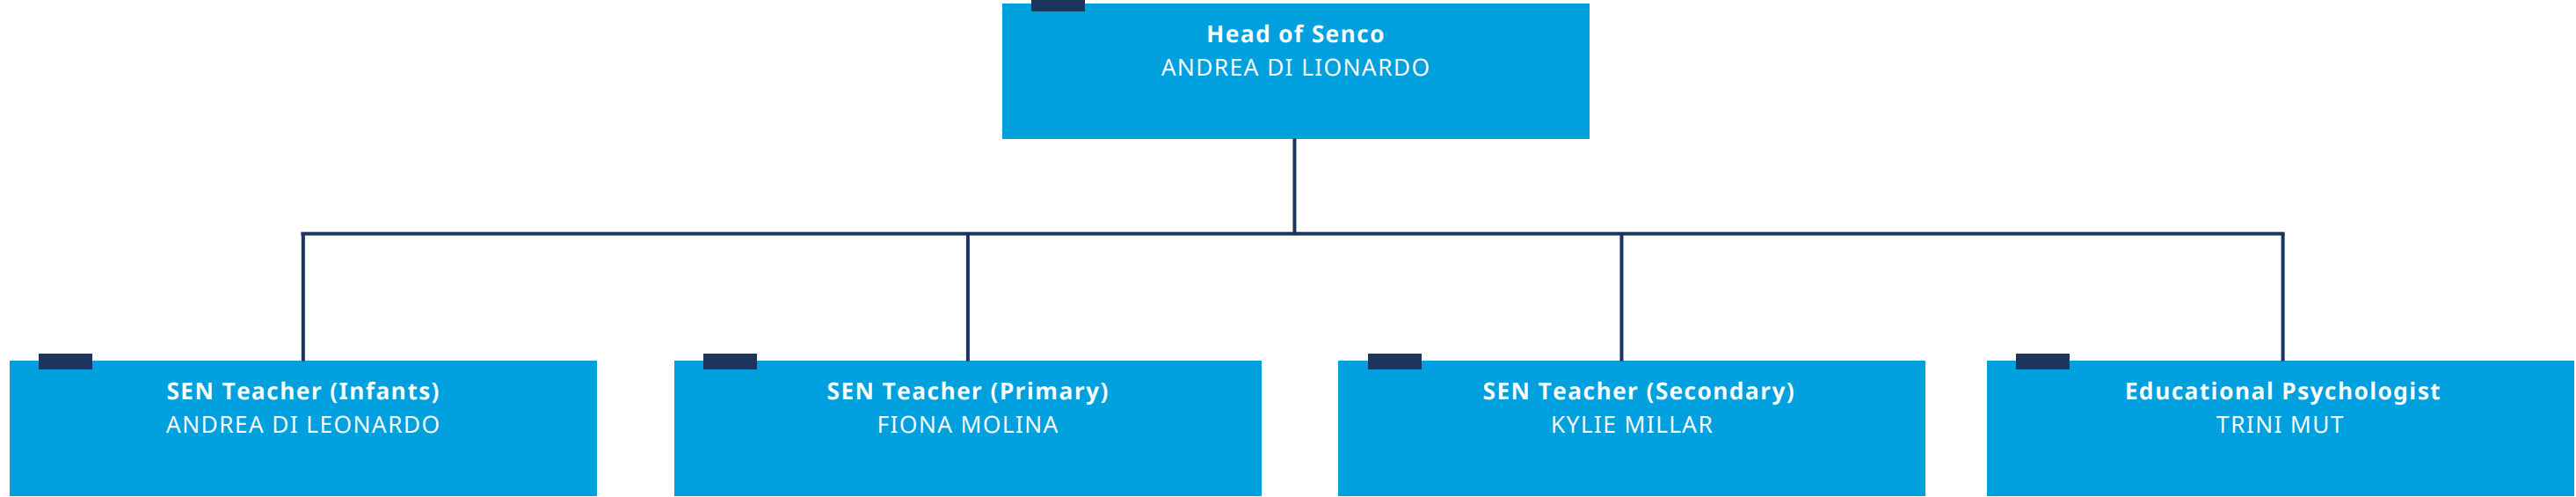 Head of Senco
ANDREA DI LIONARDO
SEN Teacher (Infants)
ANDREA DI LEONARDO
SEN Teacher (Primary)
FIONA MOLINA
SEN Teacher (Secondary)
KYLIE MILLAR
Educational Psychologist
TRINI MUT